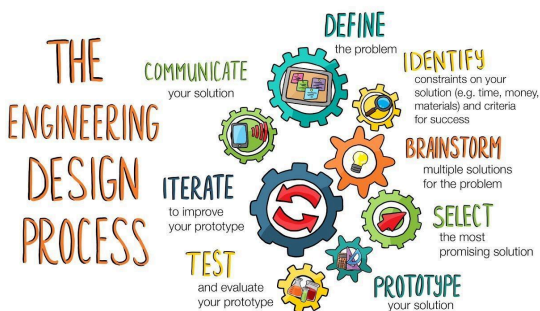 THE
ENGINEERING
DESIGN
PROCESS
DEFINE
the problem
IDENTIFY
constraints on your
solution (e.g. time, money,
materials) and criteria
for success
BRAINSTORM
multiple solutions
for the problem
SELECT
the most
promising solution
PROTOTYPE
your solution
TEST
and evaluate
your prototype
ITERATE
to improve
your prototype
COMMUNICATE
your solution